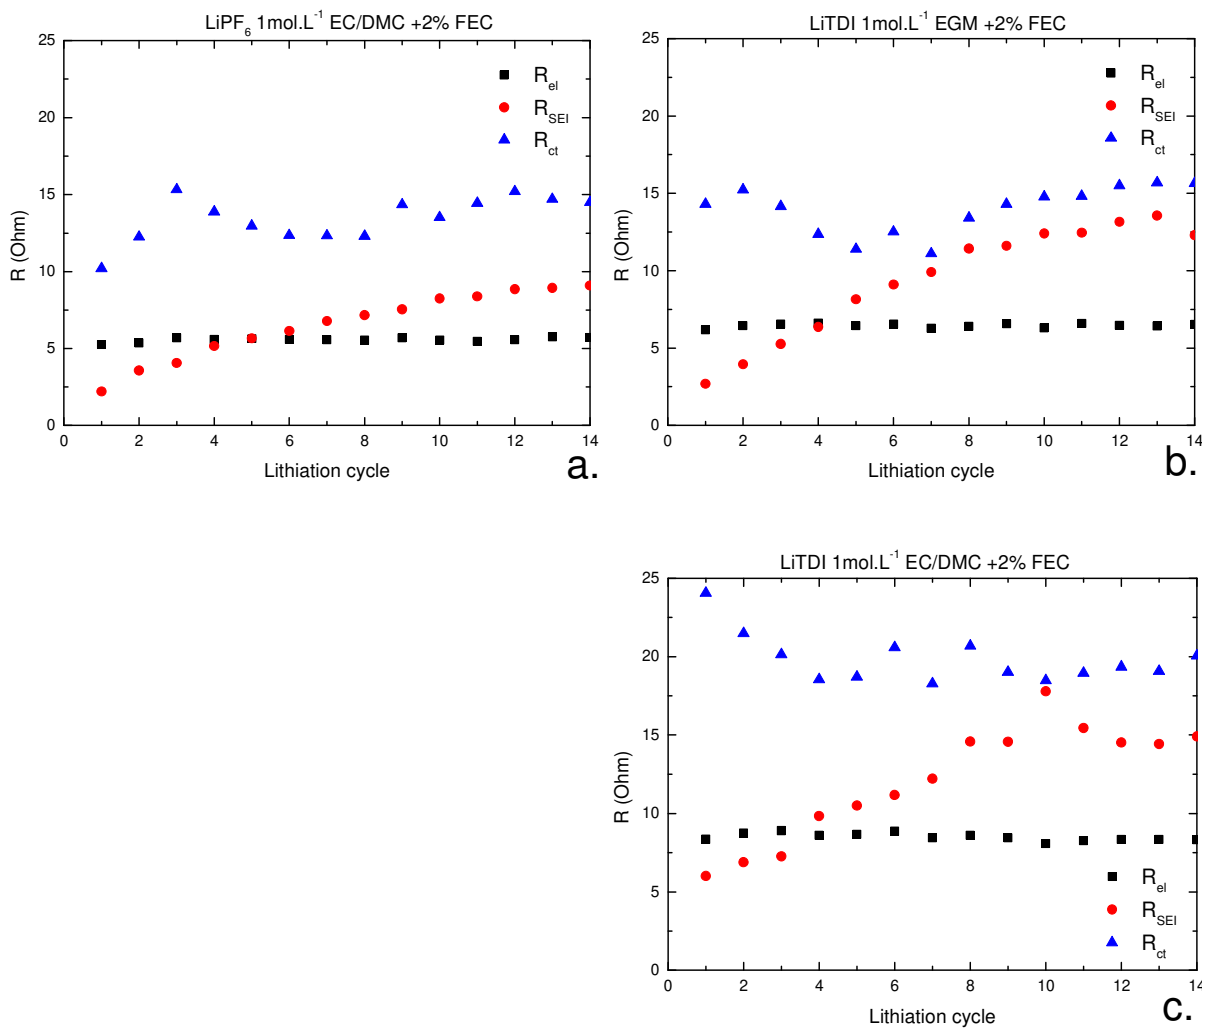 LiPF6 1mol.L-1 EC/DMC +2% FEC
25
20
15
10
5
0
R (Ohm)
Rel
RSEI
Rct
0 2 4 6 8 10 12 14
Lithiation cycle
a.
LiTDI 1mol.L-1 EGM +2% FEC
25
20
15
10
5
0
R (Ohm)
Rel
RSEI
Rct
0 2 4 6 8 10 12 14
Lithiation cycle
b.
LiTDI 1mol.L-1 EC/DMC +2% FEC
25
20
15
10
5
0
R (Ohm)
Rel
RSEI
Rct
0 2 4 6 8 10 12 14
Lithiation cycle
c.